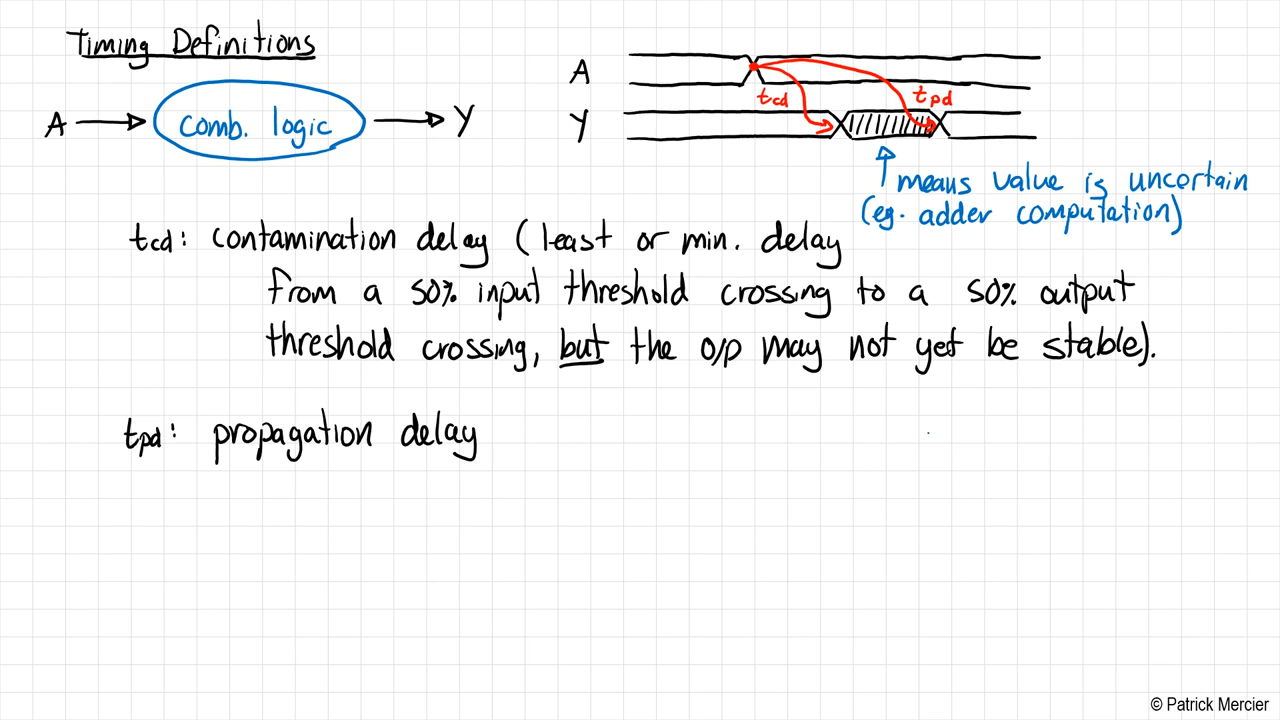 Timing Definitions
A → comb. logic → Y
A
tcd tpd
Y
means value is uncertain
(eg. adder computation)
tcd: contamination delay (least or min. delay
from a 50% input threshold crossing to a 50% output
threshold crossing, but the o/p may not yet be stable).
tpd: propagation delay
© Patrick Mercier